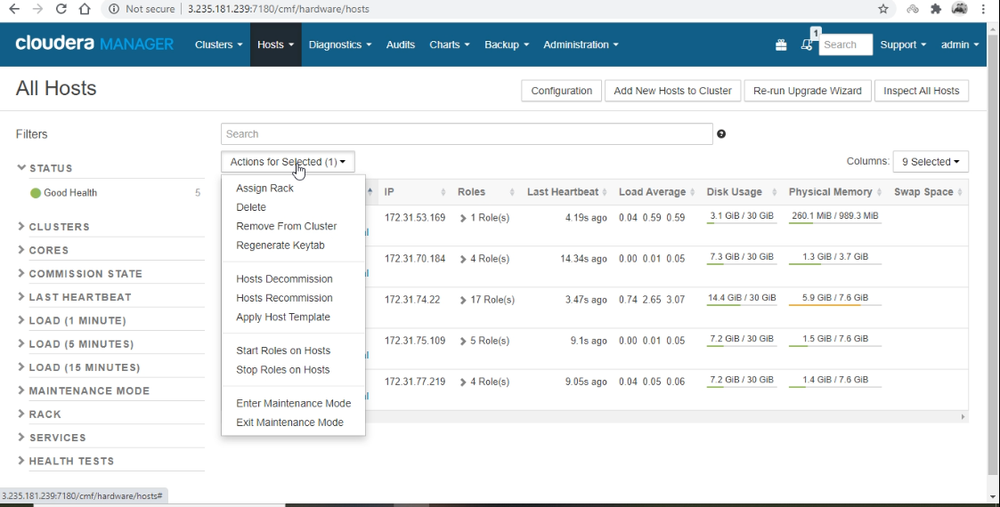 Not secure | 3.235.181.239:7180/cmf/hardware/hosts
cloudera MANAGER Clusters Hosts Diagnostics Audits Charts Backup Administration 1 Search Support admin
All Hosts
Configuration Add New Hosts to Cluster Re-run Upgrade Wizard Inspect All Hosts
Filters
Search
Actions for Selected (1) Columns: 9 Selected
STATUS
Good Health 5
CLUSTERS
CORES
COMMISSION STATE
LAST HEARTBEAT
LOAD (1 MINUTE)
LOAD (5 MINUTES)
LOAD (15 MINUTES)
MAINTENANCE MODE
RACK
SERVICES
HEALTH TESTS
Assign Rack
Delete
Remove From Cluster
Regenerate Keytab
Hosts Decommission
Hosts Recommission
Apply Host Template
Start Roles on Hosts
Stop Roles on Hosts
Enter Maintenance Mode
Exit Maintenance Mode
IP Roles Last Heartbeat Load Average Disk Usage Physical Memory Swap Space
172.31.53.169 1 Role(s) 4.19s ago 0.04 0.59 0.59 3.1 GiB / 30 GiB 260.1 MiB / 989.3 MiB
172.31.70.184 4 Role(s) 14.34s ago 0.00 0.01 0.05 7.3 GiB / 30 GiB 1.3 GiB / 3.7 GiB
172.31.74.22 17 Role(s) 3.47s ago 0.74 2.65 3.07 14.4 GiB / 30 GiB 5.9 GiB / 7.6 GiB
172.31.75.109 5 Role(s) 9.1s ago 0.00 0.01 0.05 7.2 GiB / 30 GiB 1.5 GiB / 7.6 GiB
172.31.77.219 4 Role(s) 9.05s ago 0.04 0.05 0.06 7.2 GiB / 30 GiB 1.4 GiB / 7.6 GiB
3.235.181.239:7180/cmf/hardware/hosts#